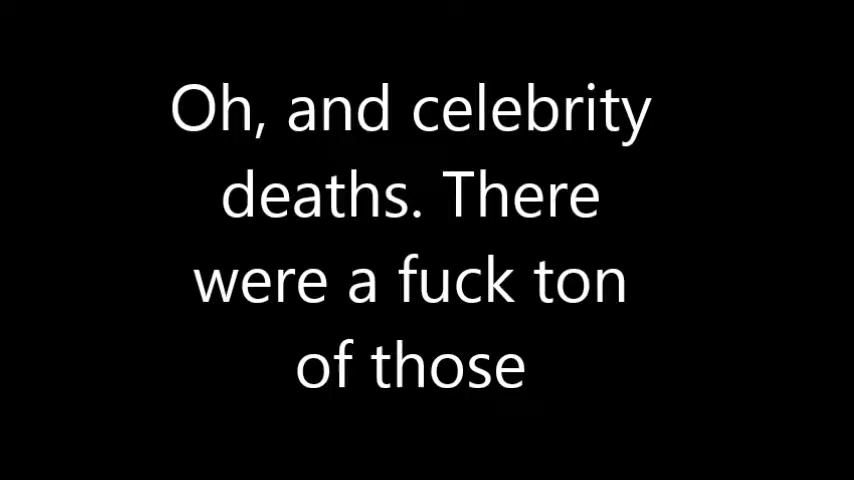 Oh, and celebrity
deaths. There
were a fuck ton
of those